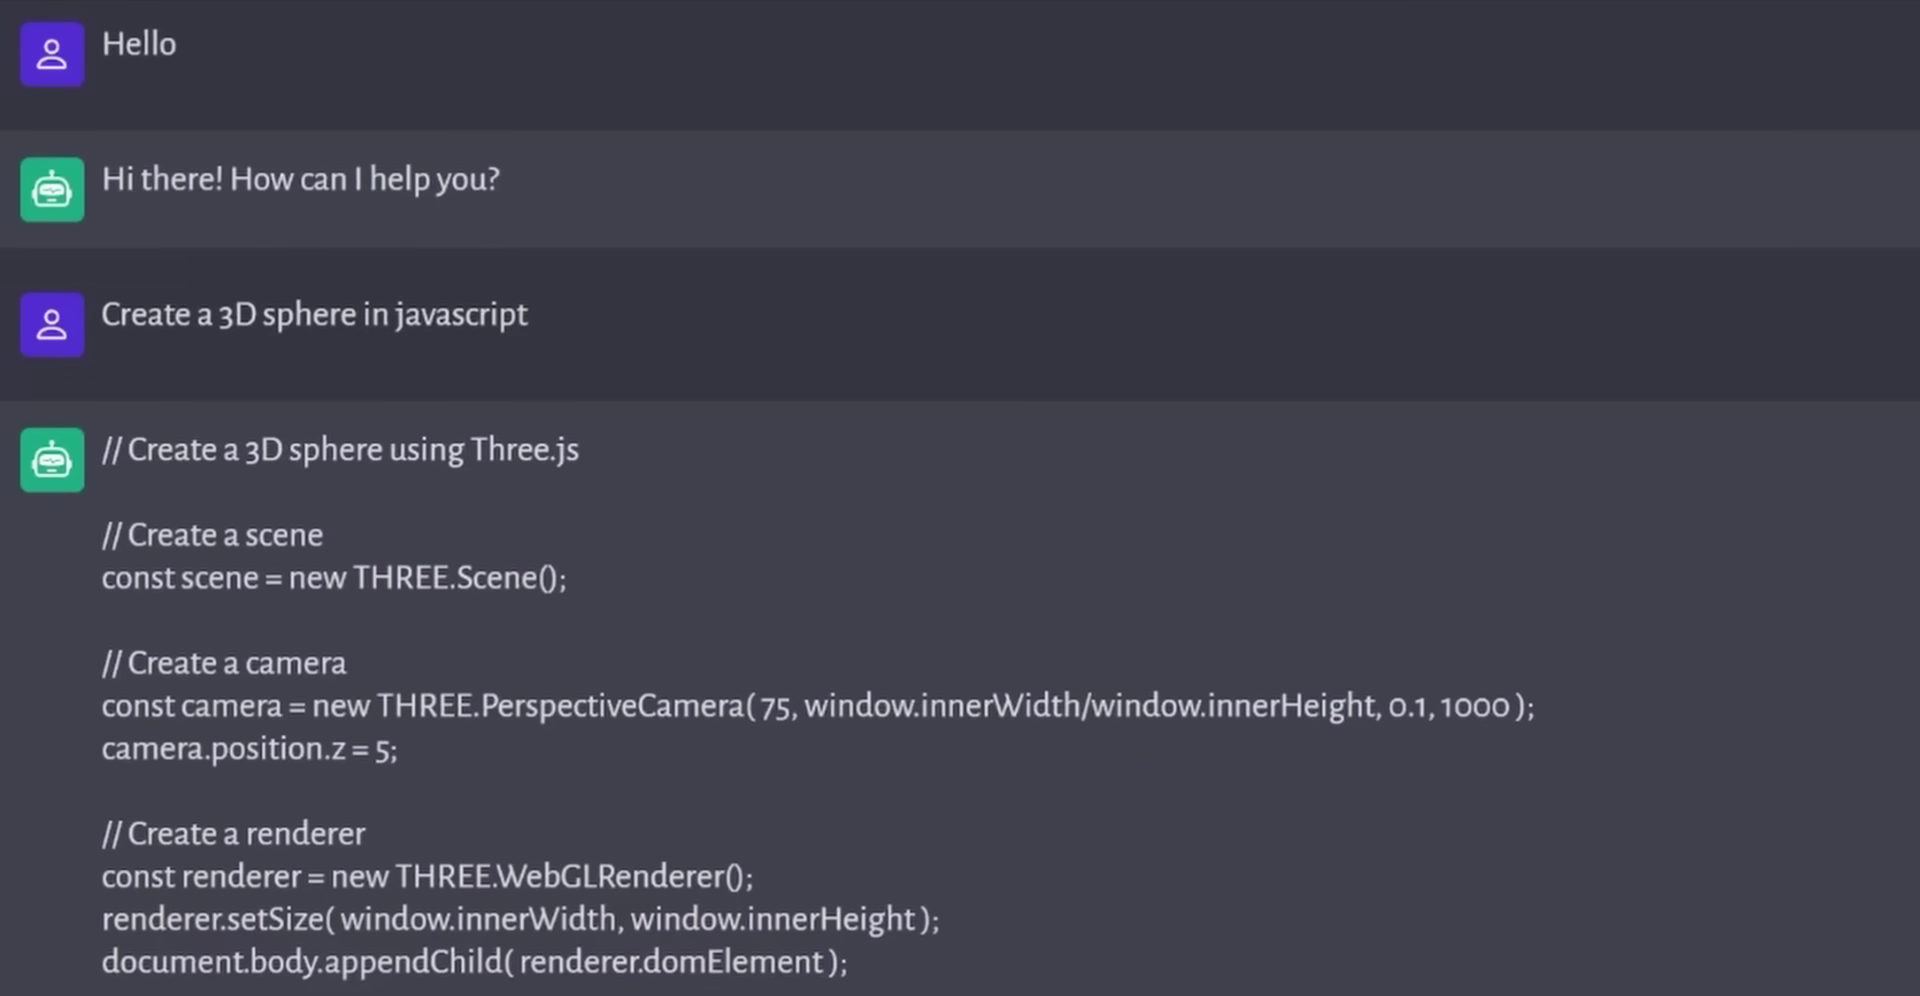 Hello
Hi there! How can I help you?
Create a 3D sphere in javascript
// Create a 3D sphere using Three.js
// Create a scene
const scene = new THREE.Scene();
// Create a camera
const camera = new THREE.PerspectiveCamera( 75, window.innerWidth/window.innerHeight, 0.1, 1000 );
camera.position.z = 5;
// Create a renderer
const renderer = new THREE.WebGLRenderer();
renderer.setSize( window.innerWidth, window.innerHeight );
document.body.appendChild( renderer.domElement );